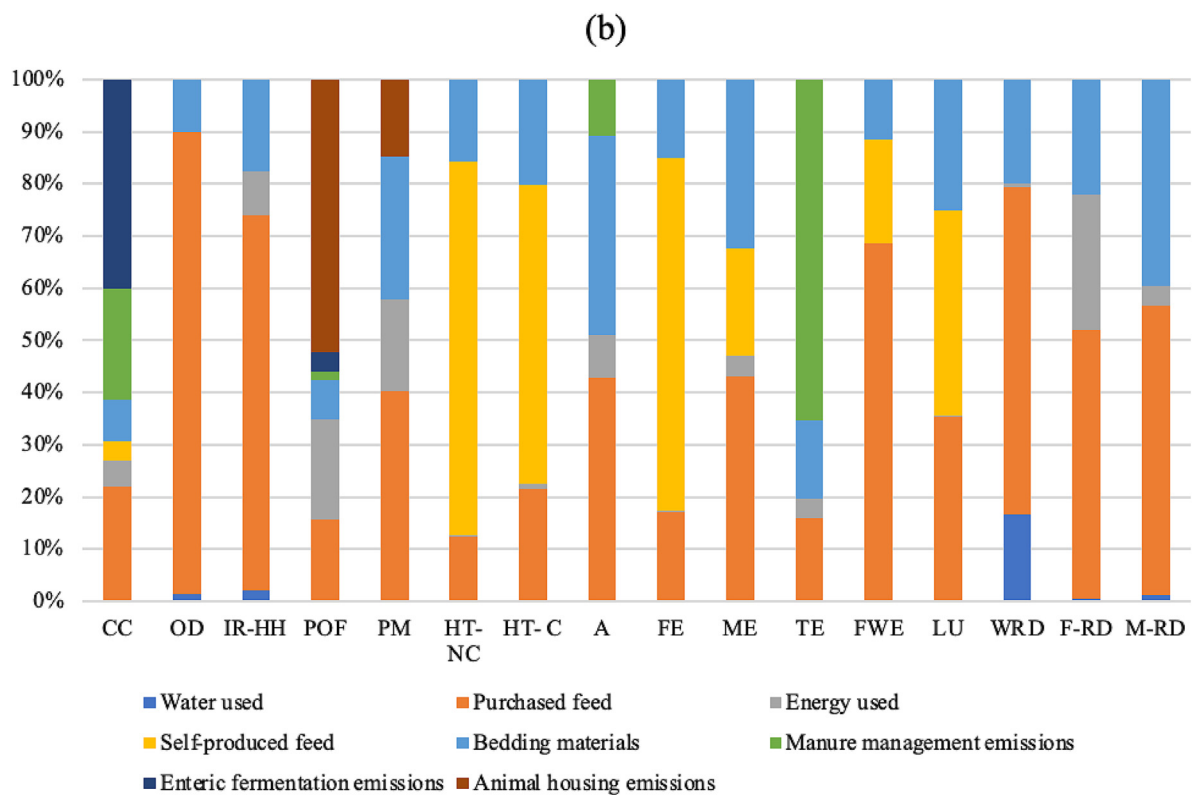 (b)
100%
90%
80%
70%
60%
50%
40%
30%
20%
10%
0%
CC OD IR-HH POF PM HT-NC HT- C A FE ME TE FWE LU WRD F-RD M-RD
Water used Purchased feed Energy used
Self-produced feed Bedding materials Manure management emissions
Enteric fermentation emissions Animal housing emissions